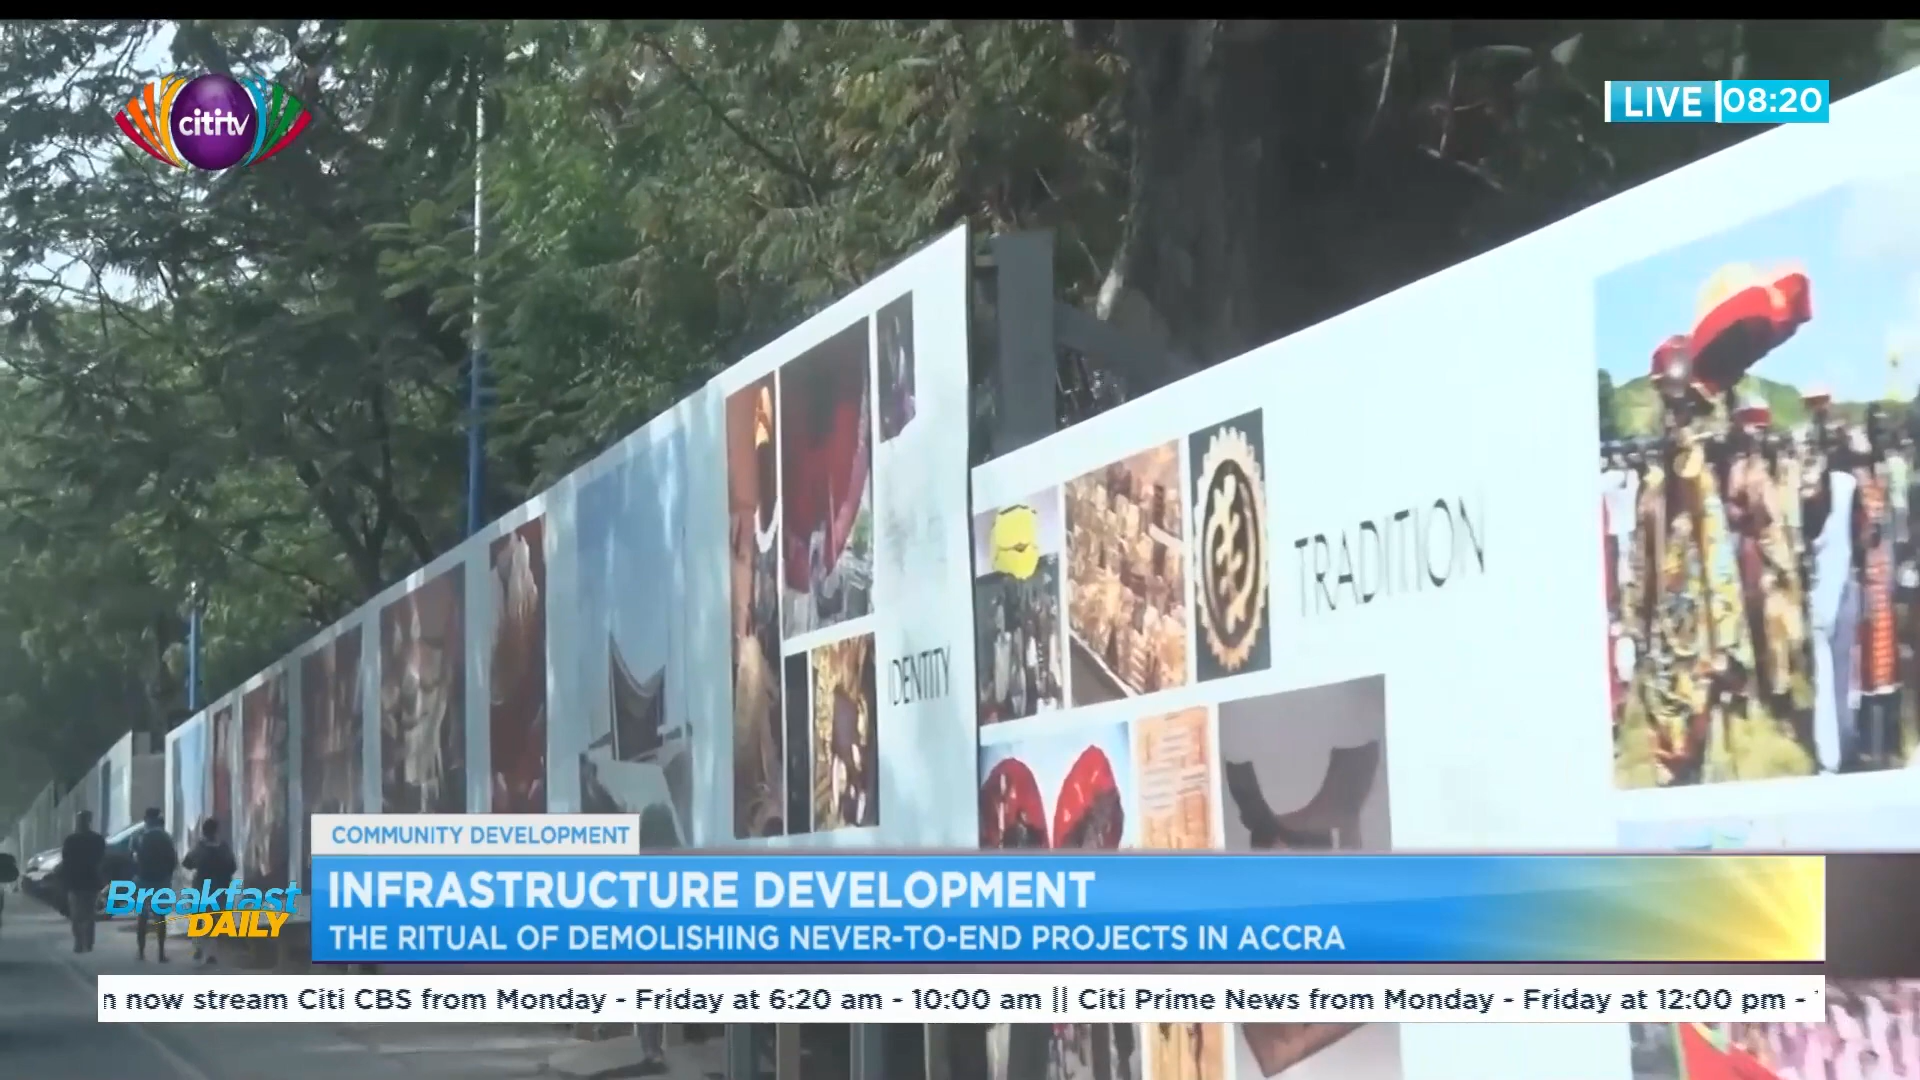 citi tv
LIVE 08:20
IDENTITY
TRADITION
COMMUNITY DEVELOPMENT
Breakfast
DAILY
INFRASTRUCTURE DEVELOPMENT
THE RITUAL OF DEMOLISHING NEVER-TO-END PROJECTS IN ACCRA
now stream Citi CBS from Monday - Friday at 6:20 am - 10:00 am || Citi Prime News from Monday - Friday at 12:00 pm -